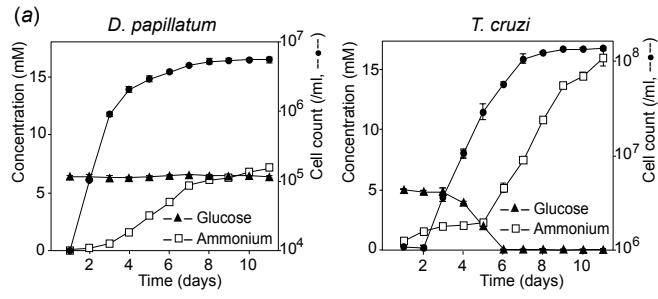 (a)
D. papillatum
T. cruzi
Concentration (mM)
15
10
5
0
2 4 6 8 10
Time (days)
10⁷
10⁶
10⁵
10⁴
Cell count (/ml, –●–)
–▲– Glucose
–□– Ammonium
Concentration (mM)
15
10
5
0
2 4 6 8 10
Time (days)
10⁸
10⁷
10⁶
Cell count (/ml, –●–)
–▲– Glucose
–□– Ammonium